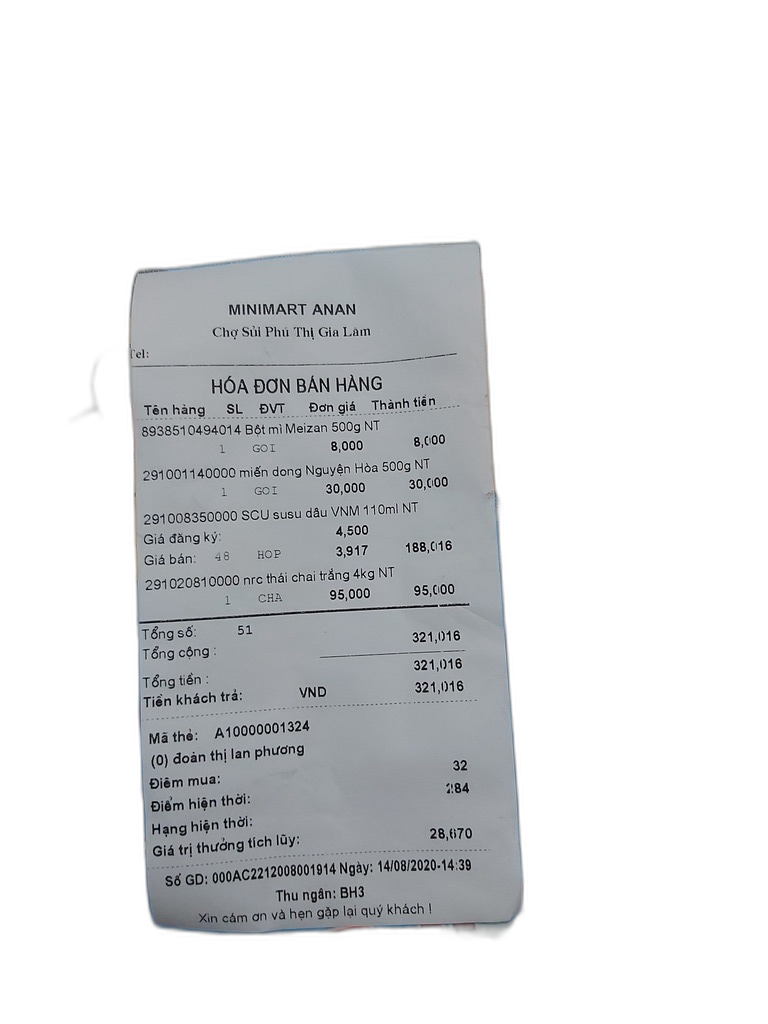 MINIMART ANAN
Chợ Sủi Phú Thị Gia Lâm
Tel:
HÓA ĐƠN BÁN HÀNG
Tên hàng SL ĐVT Đơn giá Thành tiền
8938510494014 Bột mì Meizan 500g NT
1 GOI 8,000 8,000
291001140000 miến dong Nguyện Hòa 500g NT
1 GOI 30,000 30,000
291008350000 SCU susu dâu VNM 110ml NT
Giá đăng ký: 4,500
Giá bán: 48 HOP 3,917 188,016
291020810000 nrc thái chai trắng 4kg NT
1 CHA 95,000 95,000
Tổng số: 51
Tổng cộng : 321,016
Tổng tiền : 321,016
Tiền khách trả: VND 321,016
Mã thẻ: A10000001324
(0) đoàn thị lan phương
Điểm mua: 32
Điểm hiện thời: 284
Hạng hiện thời:
Giá trị thưởng tích lũy: 28,670
Số GD: 000AC2212008001914 Ngày: 14/08/2020-14:39
Thu ngân: BH3
Xin cám ơn và hẹn gặp lại quý khách !